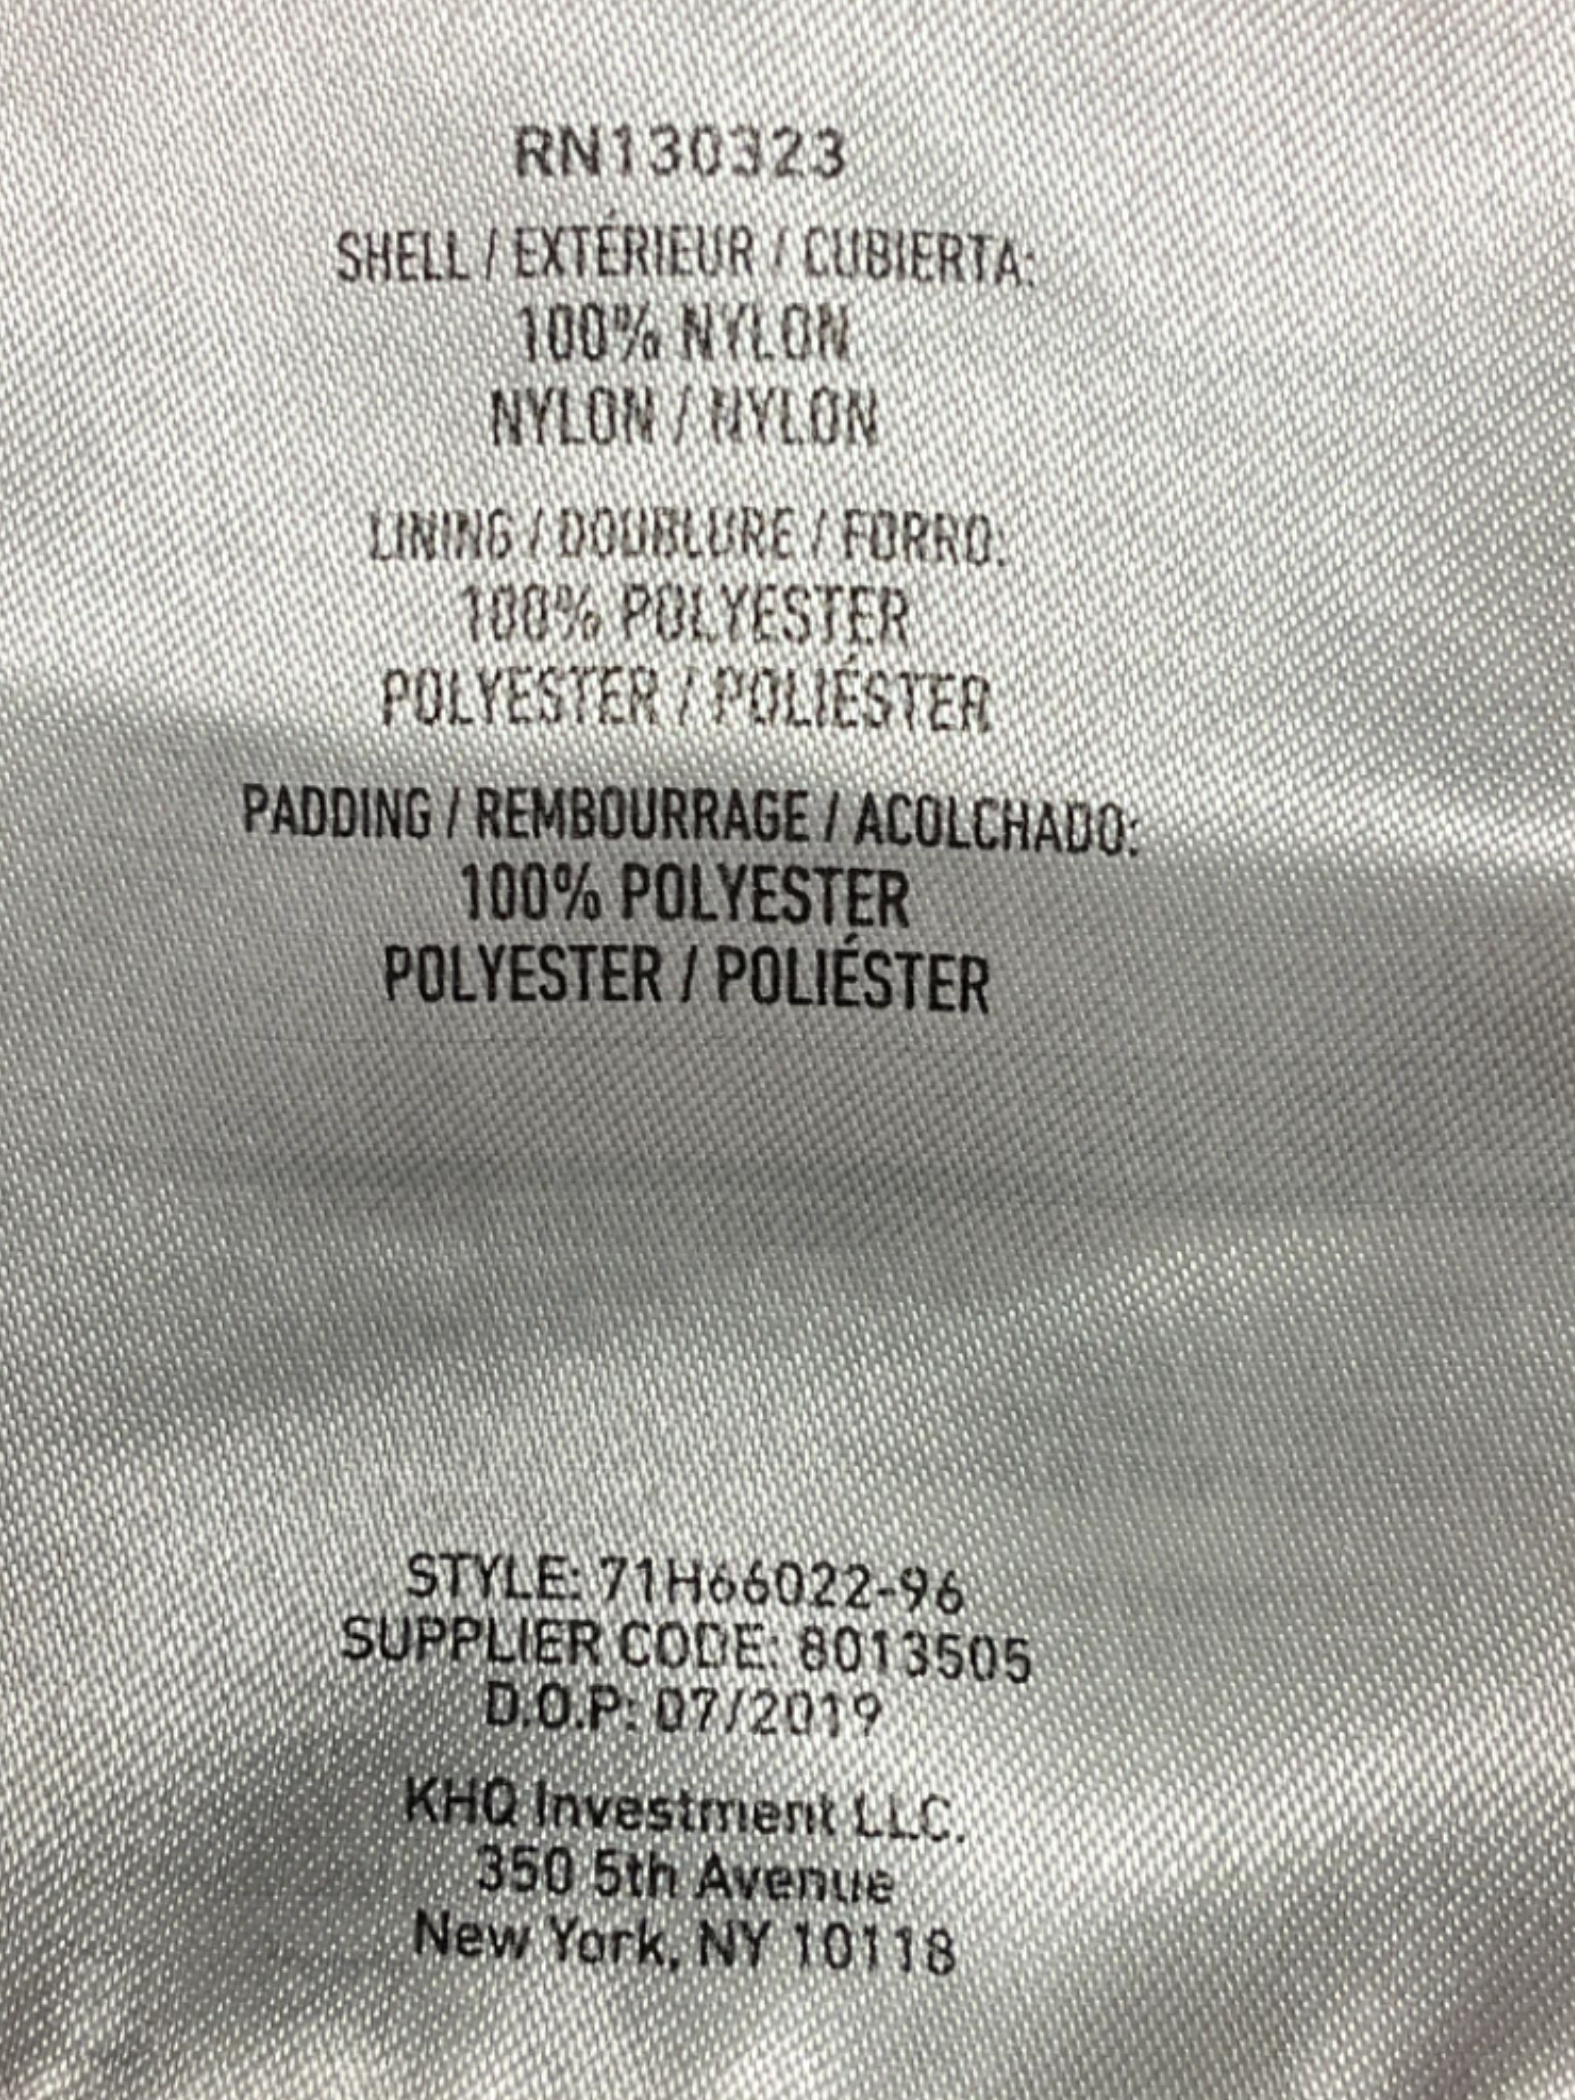 RN130323
SHELL / EXTÉRIEUR / CUBIERTA:
100% NYLON
NYLON / NYLON
LINING / DOUBLURE / FORRO:
100% POLYESTER
POLYESTER / POLIÉSTER
PADDING / REMBOURRAGE / ACOLCHADO:
100% POLYESTER
POLYESTER / POLIÉSTER
STYLE: 71H66022-96
SUPPLIER CODE: 8013505
D.O.P: 07/2019
KHQ Investment LLC.
350 5th Avenue
New York, NY 10118